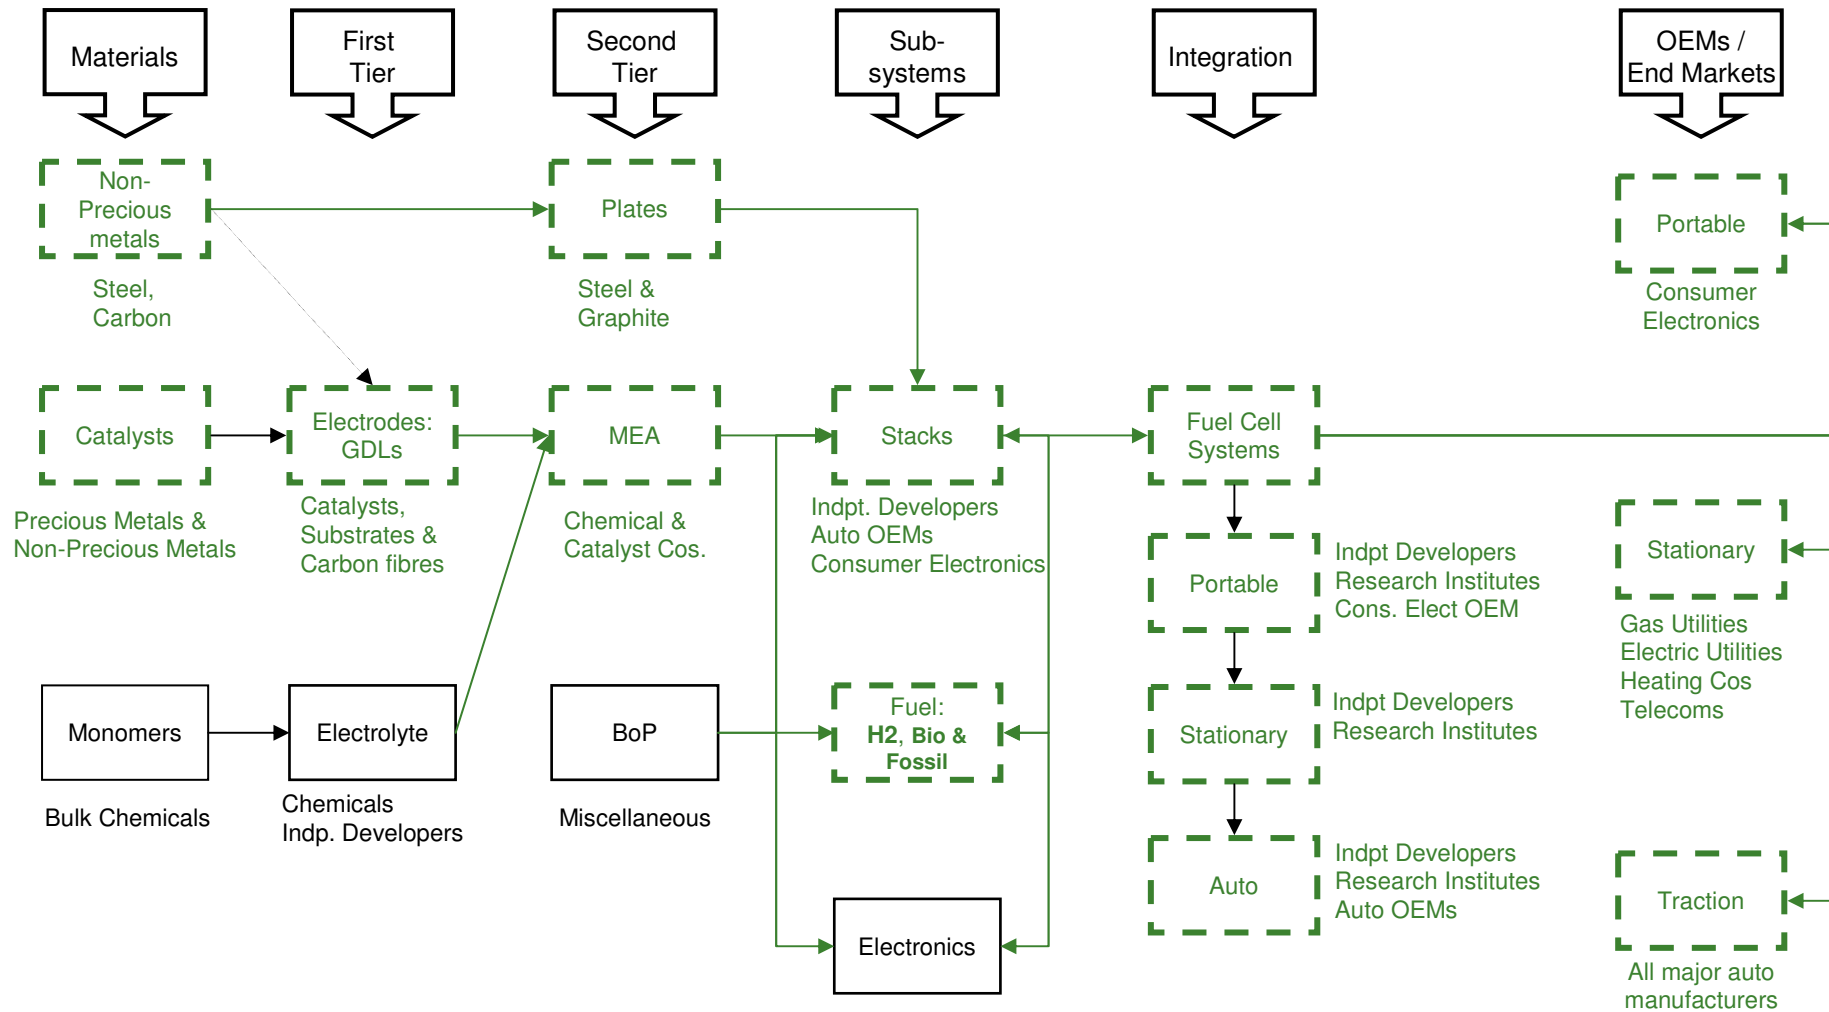 Materials
First
Tier
Second
Tier
Sub-
systems
Integration
OEMs /
End Markets
Non-
Precious
metals
Steel,
Carbon
Plates
Steel &
Graphite
Portable
Consumer
Electronics
Catalysts
Precious Metals &
Non-Precious Metals
Electrodes:
GDLs
Catalysts,
Substrates &
Carbon fibres
MEA
Chemical &
Catalyst Cos.
Stacks
Indpt. Developers
Auto OEMs
Consumer Electronics
Fuel Cell
Systems
Portable
Indpt Developers
Research Institutes
Cons. Elect OEM
Stationary
Gas Utilities
Electric Utilities
Heating Cos
Telecoms
Monomers
Bulk Chemicals
Electrolyte
Chemicals
Indp. Developers
BoP
Miscellaneous
Fuel:
H2, Bio &
Fossil
Stationary
Indpt Developers
Research Institutes
Electronics
Auto
Indpt Developers
Research Institutes
Auto OEMs
Traction
All major auto
manufacturers